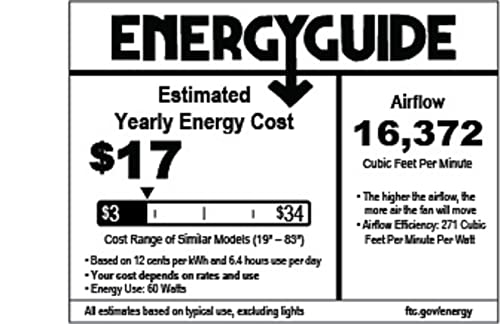 ENERGYGUIDE
Estimated
Yearly Energy Cost
$17
$3
$34
Cost Range of Similar Models (19" – 83")
• Based on 12 cents per kWh and 6.4 hours use per day
• Your cost depends on rates and use
• Energy Use: 60 Watts
Airflow
16,372
Cubic Feet Per Minute
• The higher the airflow, the
more air the fan will move
• Airflow Efficiency: 271 Cubic
Feet Per Minute Per Watt
All estimates based on typical use, excluding lights
ftc.gov/energy